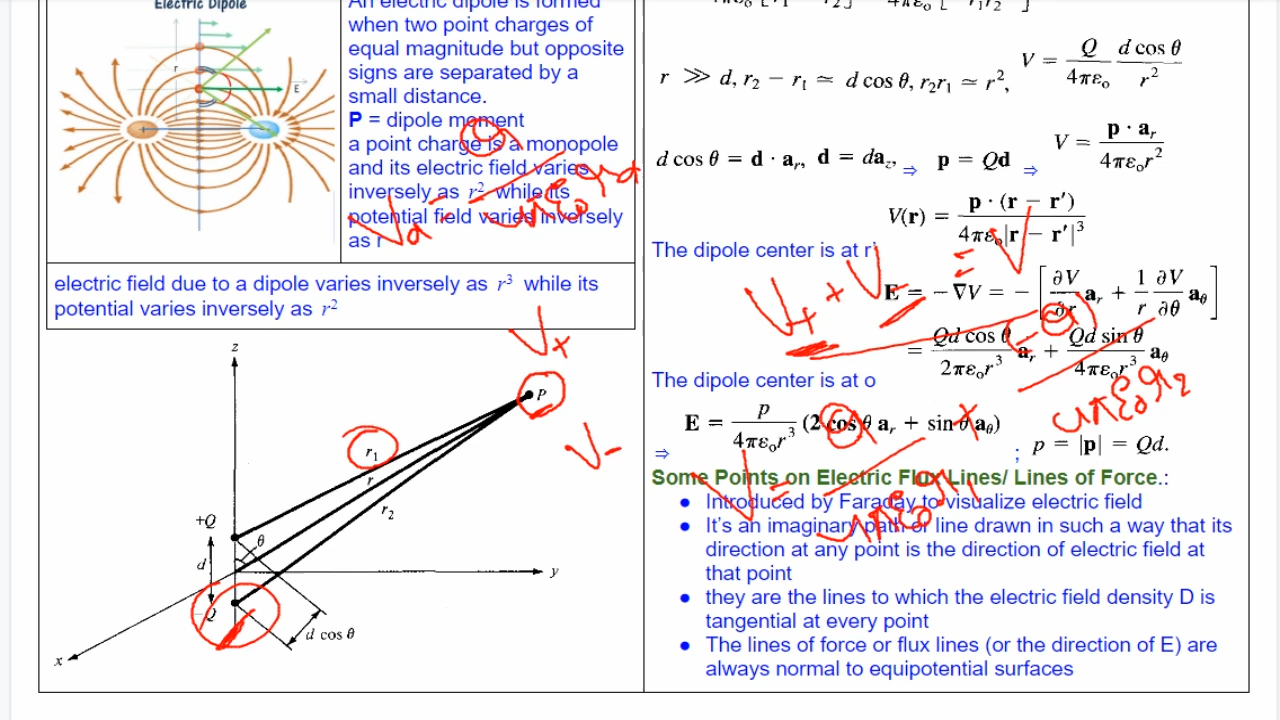 Electric Dipole
An electric dipole is formed
when two point charges of
equal magnitude but opposite
signs are separated by a
small distance.
P = dipole moment
a point charge is a monopole
and its electric field varies
inversely as r² while its
potential field varies inversely
as r
r
E
electric field due to a dipole varies inversely as r³ while its
potential varies inversely as r²
z
P
r₁
r
r₂
+Q
θ
d
y
Q
d cos θ
x
V₊
V₋
r ≫ d, r₂ − r₁ ≃ d cos θ, r₂r₁ ≃ r², V = Q/4πε₀ d cos θ/r²
d cos θ = d · aᵣ, d = da_z, ⇒ p = Qd ⇒ V = p · aᵣ/4πε₀r²
V(r) = p · (r − r′)/4πε₀|r − r′|³
The dipole center is at r'
E = − ∇V = − [∂V/∂r aᵣ + 1/r ∂V/∂θ a_θ]
= Qd cos θ/2πε₀r³ aᵣ + Qd sin θ/4πε₀r³ a_θ
The dipole center is at o
⇒ E = p/4πε₀r³ (2 cos θ aᵣ + sin θ a_θ) ; p = |p| = Qd.
Some Points on Electric Flux Lines/ Lines of Force.:
● Introduced by Faraday to visualize electric field
● It's an imaginary path or line drawn in such a way that its
direction at any point is the direction of electric field at
that point
● they are the lines to which the electric field density D is
tangential at every point
● The lines of force or flux lines (or the direction of E) are
always normal to equipotential surfaces